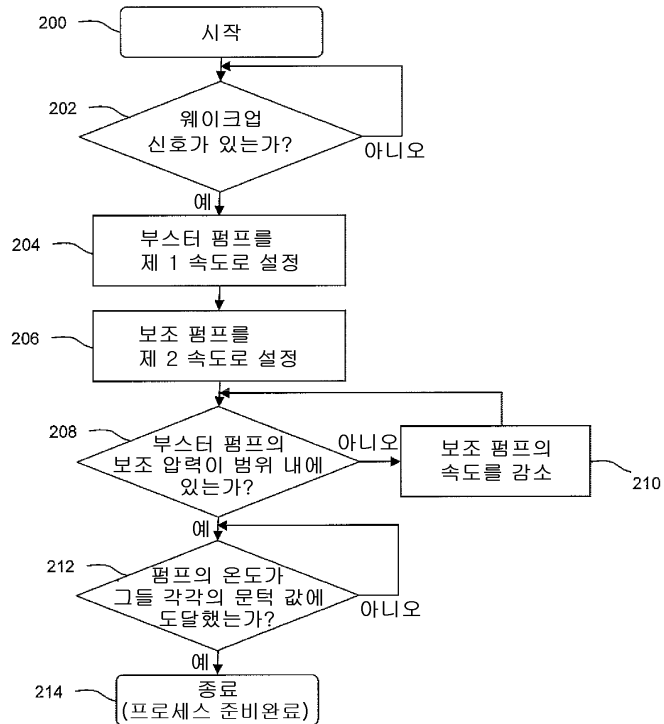 200
시작
202
웨이크업
신호가 있는가?
아니오
예
204
부스터 펌프를
제 1 속도로 설정
206
보조 펌프를
제 2 속도로 설정
208
부스터 펌프의
보조 압력이 범위 내에
있는가?
아니오
보조 펌프의
속도를 감소
210
예
212
펌프의 온도가
그들 각각의 문턱 값에
도달했는가?
아니오
예
214
종료
(프로세스 준비완료)